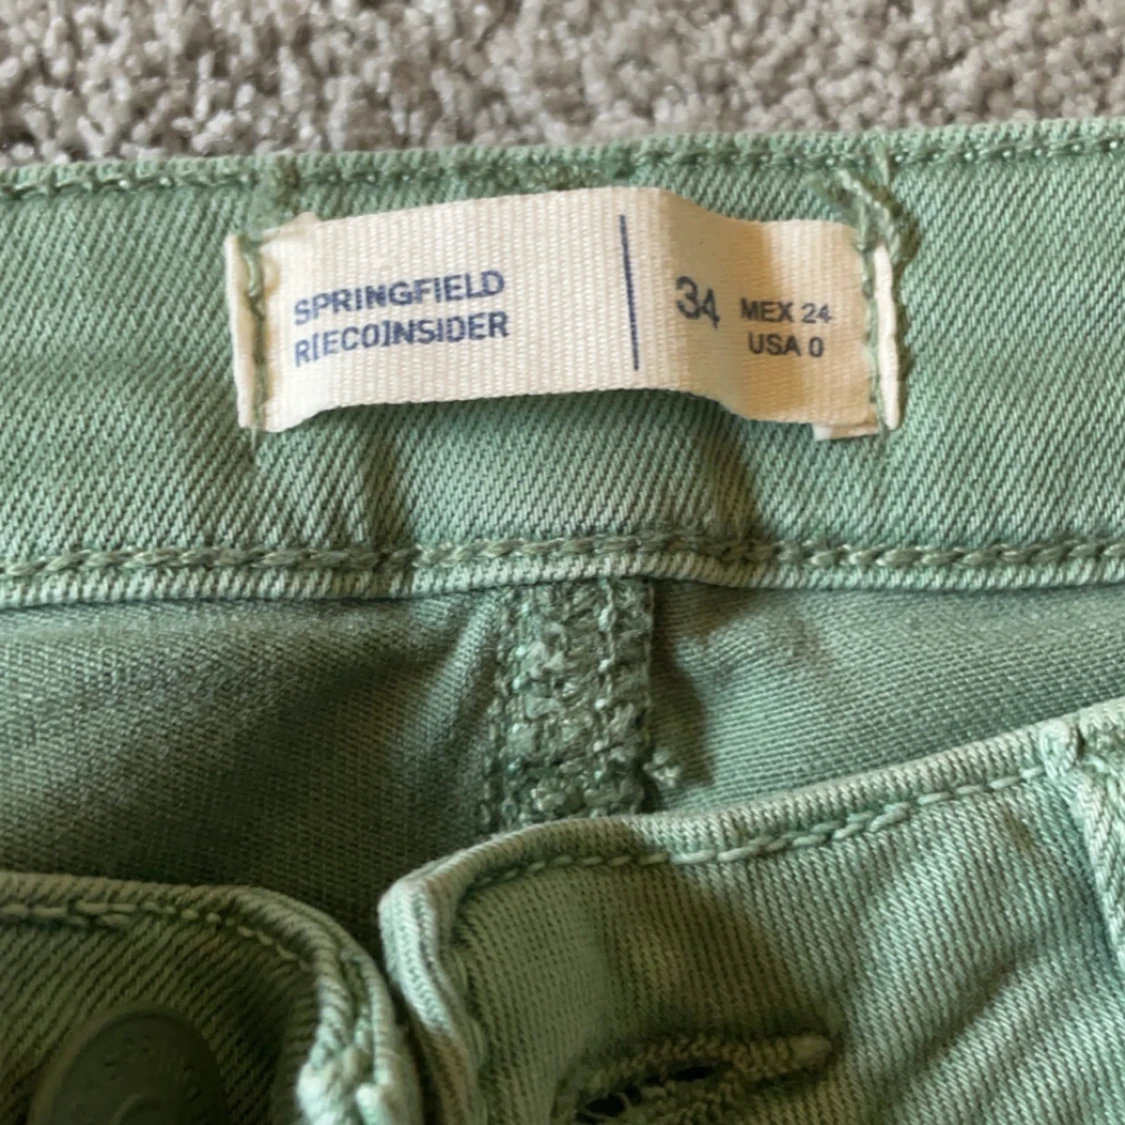 SPRINGFIELD
R[ECO]NSIDER
34
MEX 24
USA 0